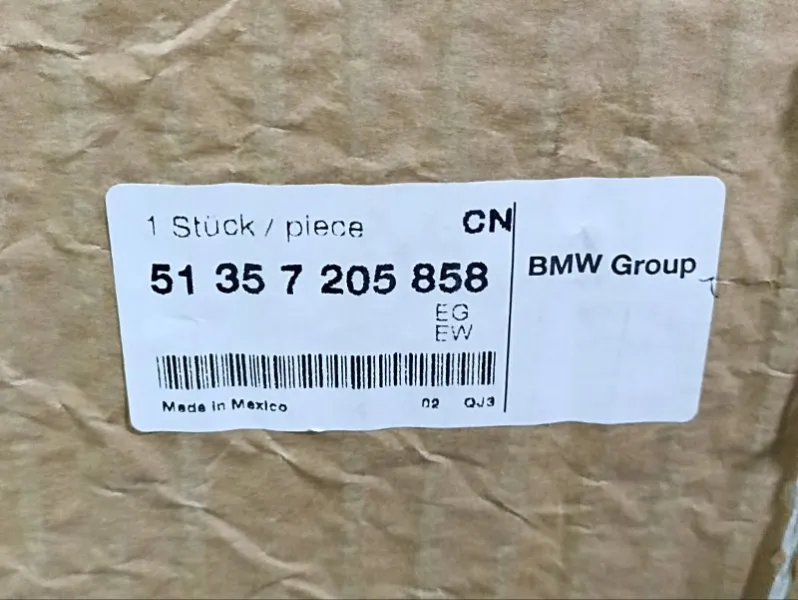 1 Stück / piece CN
51 35 7 205 858
EG
EW
Made in Mexico 02 QJ3
BMW Group